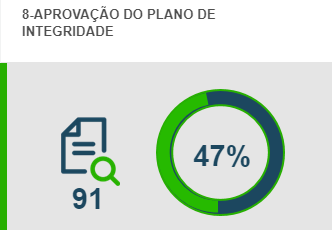 8-APROVAÇÃO DO PLANO DE
INTEGRIDADE
47%
91